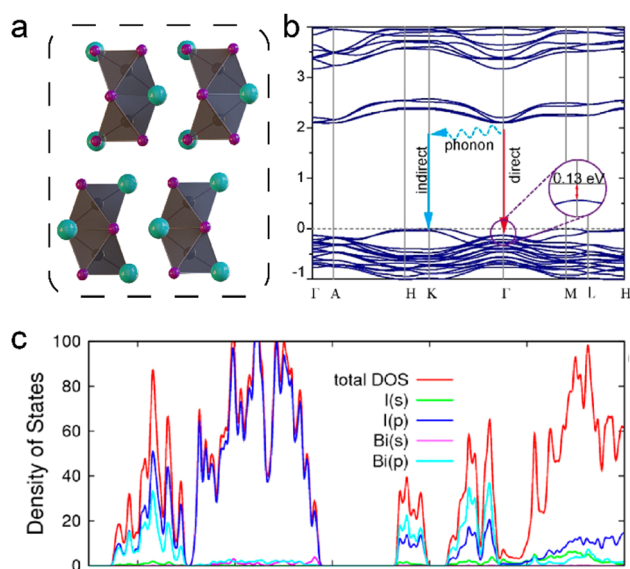 a
b
3
2
1
0
-1
indirect
phonon
direct
0.13 eV
Γ A H K Γ M L H
c
Density of States
100
80
60
40
20
0
total DOS
I(s)
I(p)
Bi(s)
Bi(p)